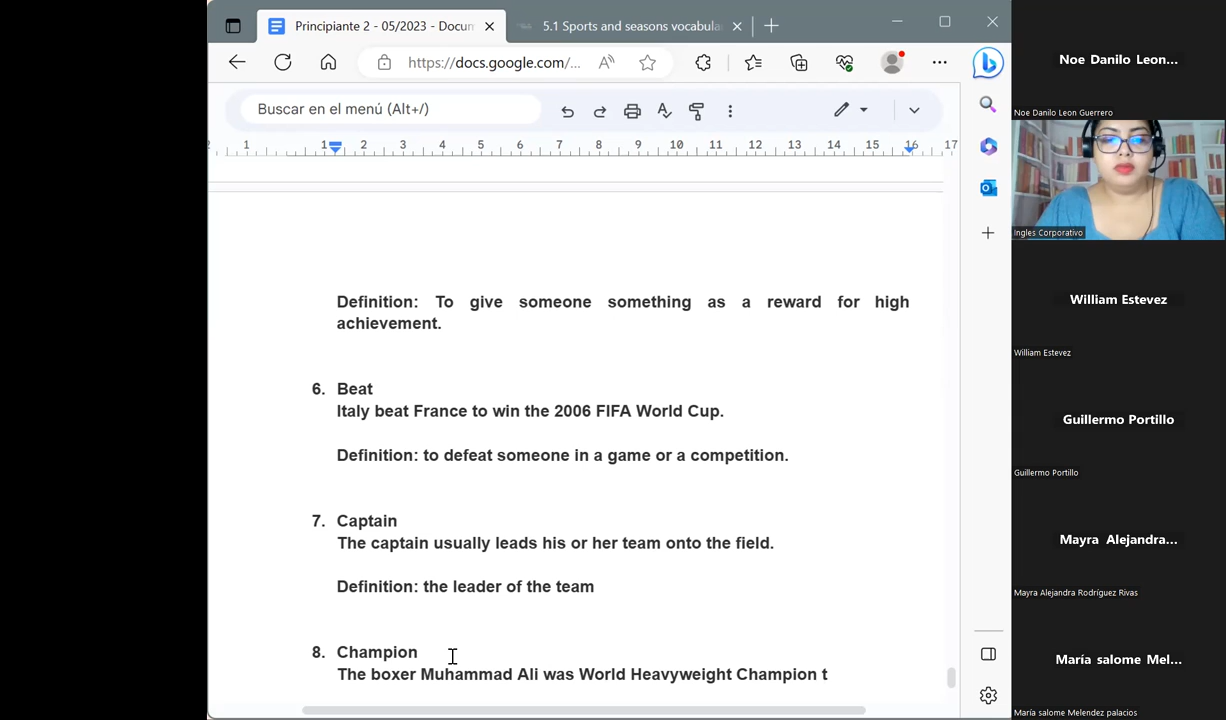 Principiante 2 - 05/2023 - Docum
5.1 Sports and seasons vocabula
https://docs.google.com/...
Buscar en el menú (Alt+/)
2 1 1 2 3 4 5 6 7 8 9 10 11 12 13 14 15 16 17
Definition: To give someone something as a reward for high
achievement.
6. Beat
Italy beat France to win the 2006 FIFA World Cup.
Definition: to defeat someone in a game or a competition.
7. Captain
The captain usually leads his or her team onto the field.
Definition: the leader of the team
8. Champion
The boxer Muhammad Ali was World Heavyweight Champion t
Noe Danilo Leon...
Noe Danilo Leon Guerrero
Ingles Corporativo
William Estevez
William Estevez
Guillermo Portillo
Guillermo Portillo
Mayra Alejandra...
Mayra Alejandra Rodríguez Rivas
María salome Mel...
María salome Melendez palacios